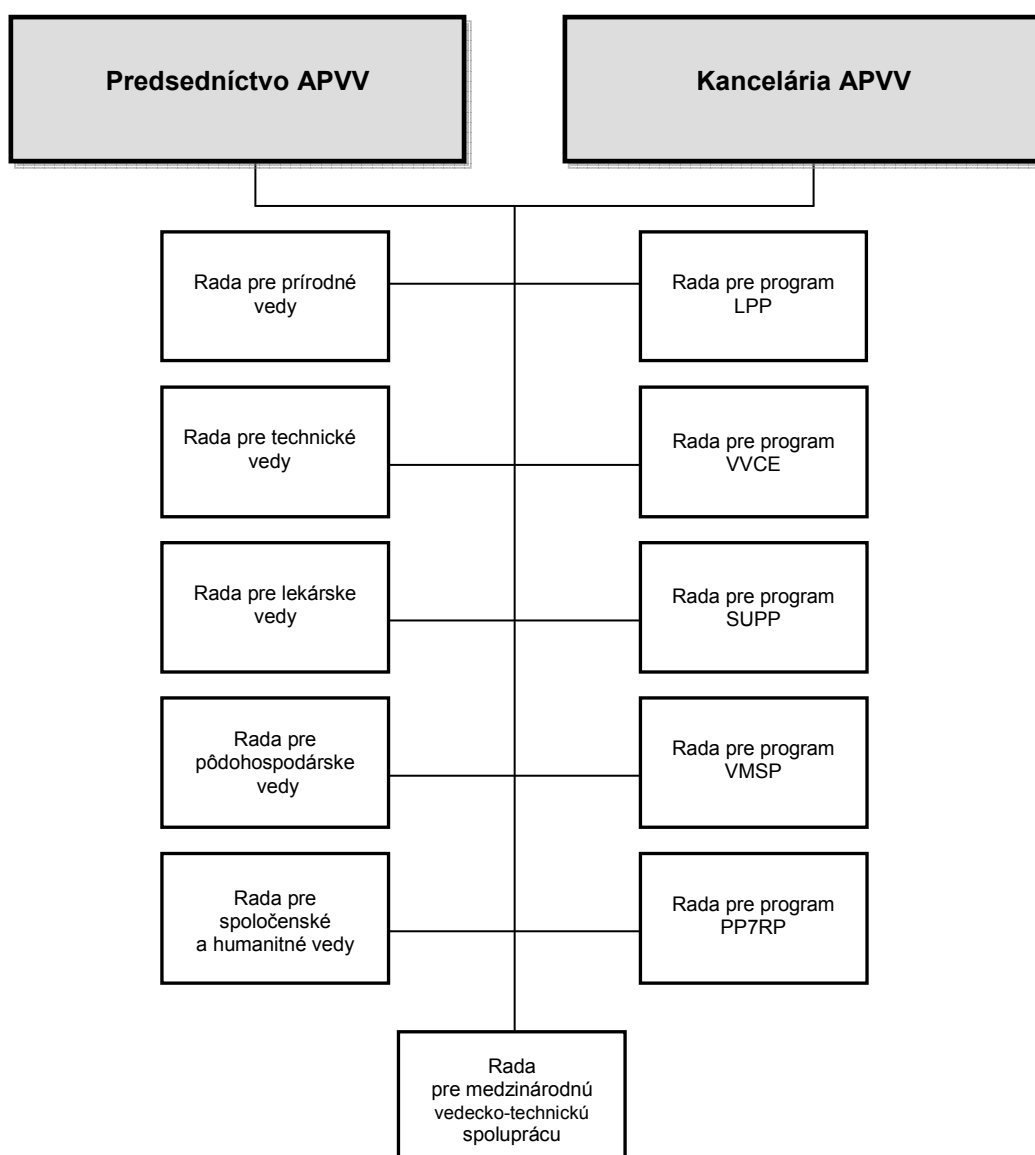 Predsedníctvo APVV
Kancelária APVV
Rada pre prírodné
vedy
Rada pre program
LPP
Rada pre technické
vedy
Rada pre program
VVCE
Rada pre lekárske
vedy
Rada pre program
SUPP
Rada pre
pôdohospodárske
vedy
Rada pre program
VMSP
Rada pre
spoločenské
a humanitné vedy
Rada pre program
PP7RP
Rada
pre medzinárodnú
vedecko-technickú
spoluprácu